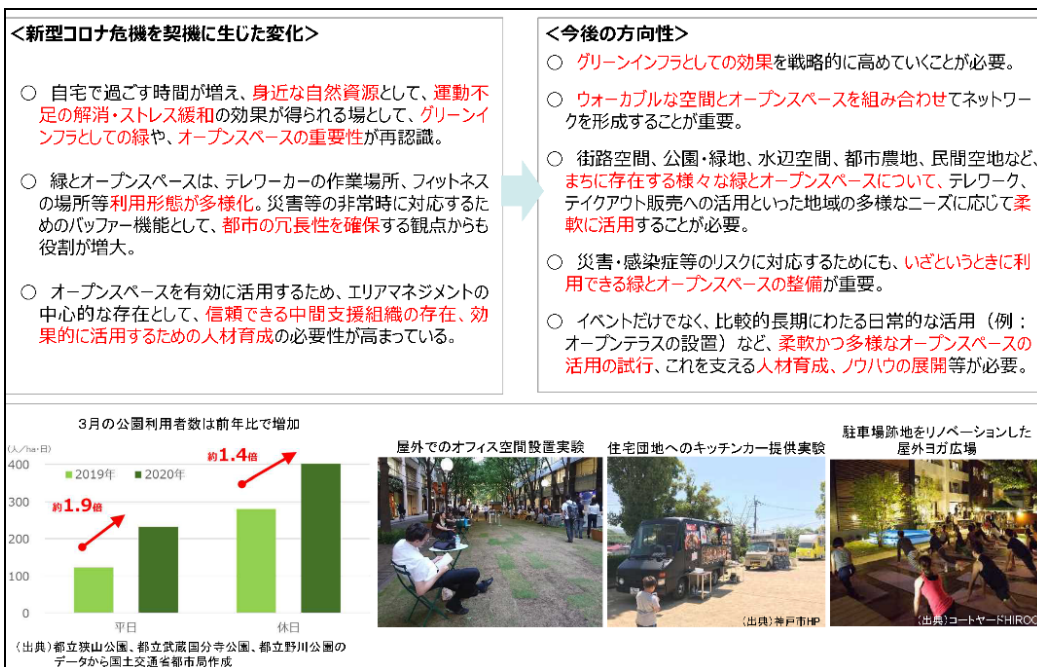 <新型コロナ危機を契機に生じた変化>
○ 自宅で過ごす時間が増え、身近な自然資源として、運動不
足の解消・ストレス緩和の効果が得られる場として、グリーンイ
ンフラとしての緑や、オープンスペースの重要性が再認識。
○ 緑とオープンスペースは、テレワーカーの作業場所、フィットネス
の場所等利用形態が多様化。災害等の非常時に対応するた
めのバッファー機能として、都市の冗長性を確保する観点からも
役割が増大。
○ オープンスペースを有効に活用するため、エリアマネジメントの
中心的な存在として、信頼できる中間支援組織の存在、効
果的に活用するための人材育成の必要性が高まっている。
<今後の方向性>
○ グリーンインフラとしての効果を戦略的に高めていくことが必要。
○ ウォーカブルな空間とオープンスペースを組み合わせてネットワー
クを形成することが重要。
○ 街路空間、公園・緑地、水辺空間、都市農地、民間空地など、
まちに存在する様々な緑とオープンスペースについて、テレワーク、
テイクアウト販売への活用といった地域の多様なニーズに応じて柔
軟に活用することが必要。
○ 災害・感染症等のリスクに対応するためにも、いざというときに利
用できる緑とオープンスペースの整備が重要。
○ イベントだけでなく、比較的長期にわたる日常的な活用（例：
オープンテラスの設置）など、柔軟かつ多様なオープンスペースの
活用の試行、これを支える人材育成、ノウハウの展開等が必要。
3月の公園利用者数は前年比で増加
(人/ha・日)
400
300
200
100
0
2019年 2020年
約1.9倍
約1.4倍
平日 休日
(出典)都立狭山公園、都立武蔵国分寺公園、都立野川公園の
データから国土交通省都市局作成
屋外でのオフィス空間設置実験
住宅団地へのキッチンカー提供実験
(出典)神戸市HP
駐車場跡地をリノベーションした
屋外ヨガ広場
(出典)コートヤードHIROO